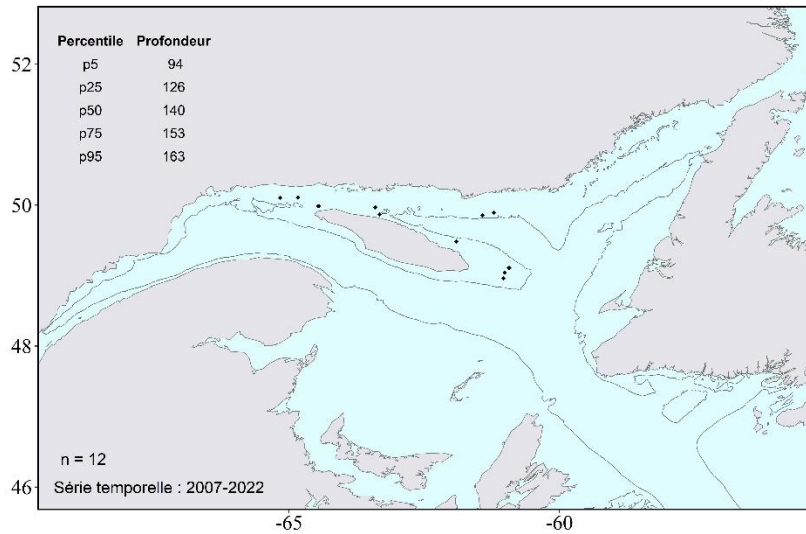 Percentile Profondeur
p5 94
p25 126
p50 140
p75 153
p95 163
52
50
48
46
n = 12
Série temporelle : 2007-2022
-65 -60